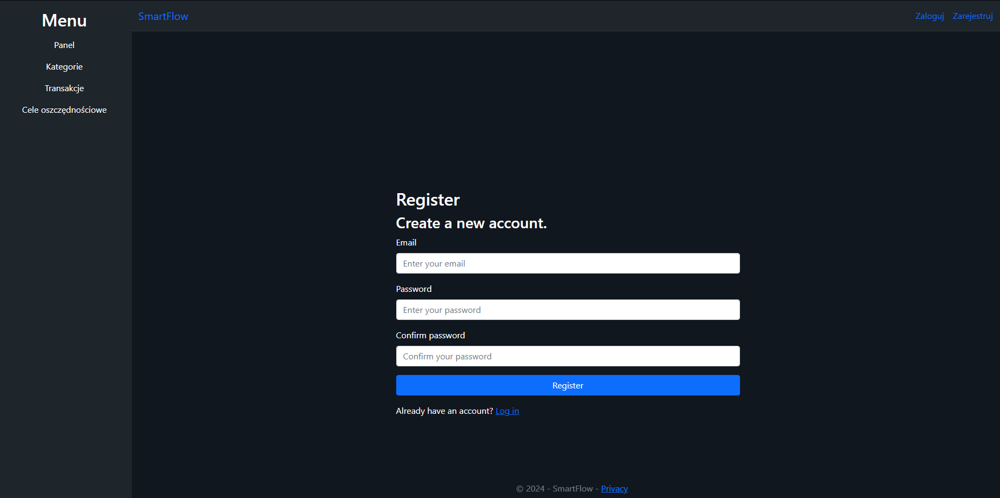 Menu
Panel
Kategorie
Transakcje
Cele oszczędnościowe
SmartFlow
Zaloguj Zarejestruj
Register
Create a new account.
Email
Enter your email
Password
Enter your password
Confirm password
Confirm your password
Register
Already have an account? Log in
© 2024 - SmartFlow - Privacy